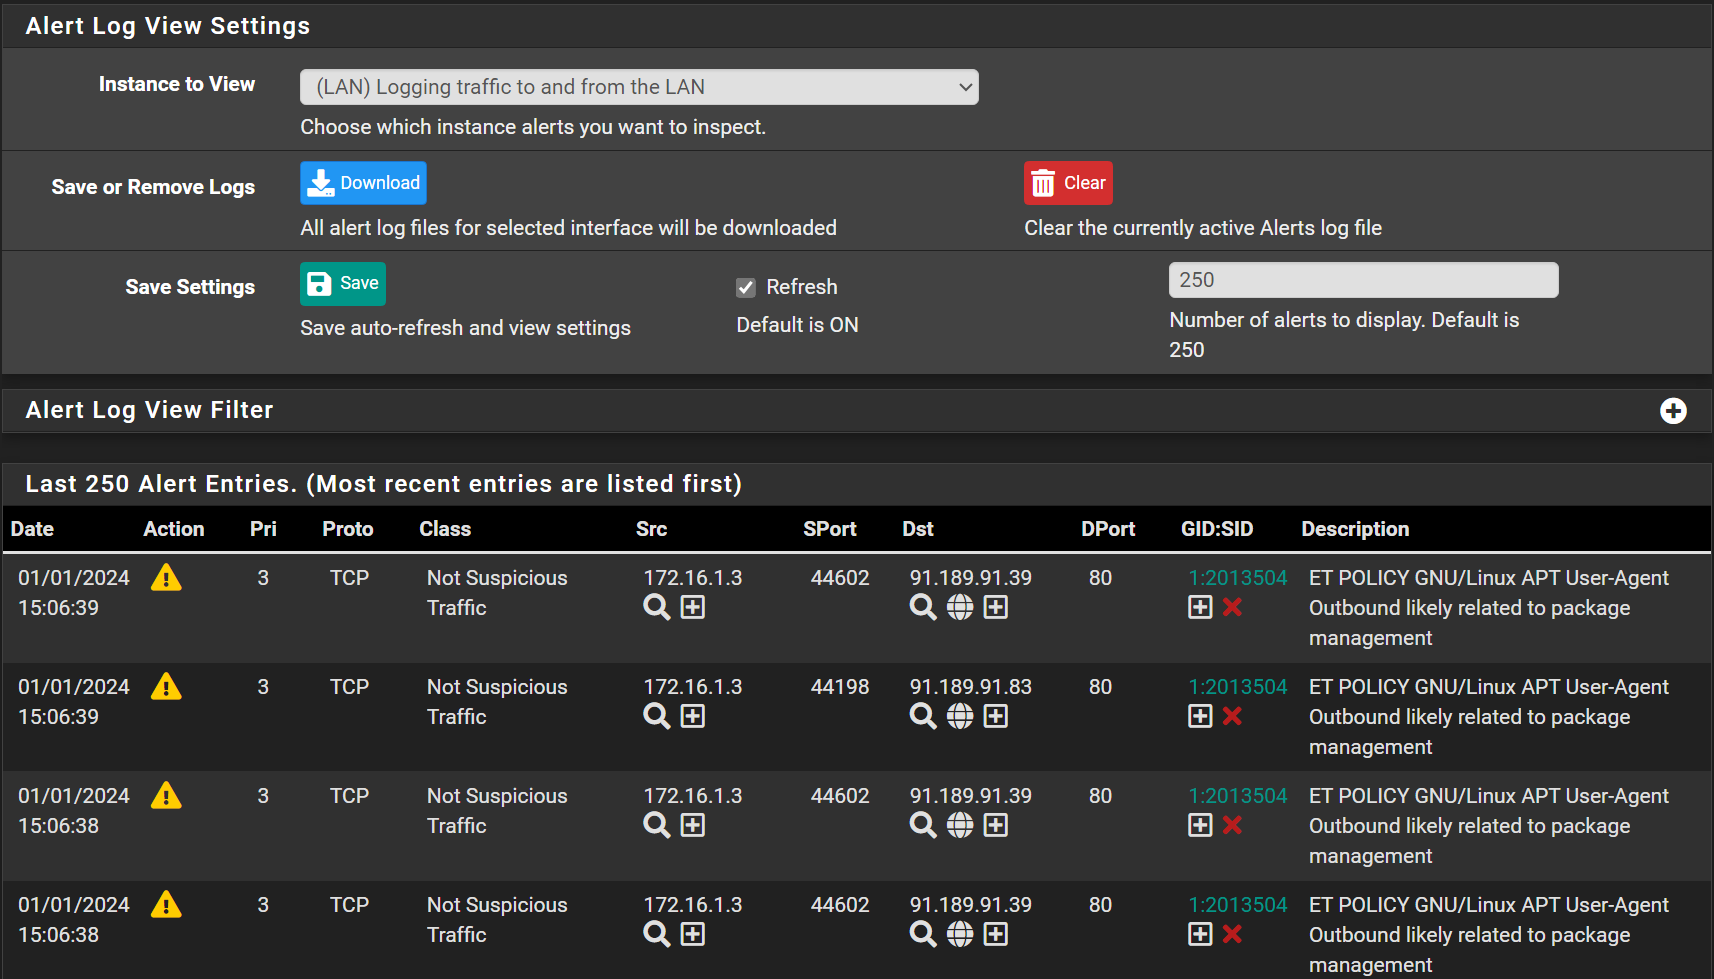 Alert Log View Settings
Instance to View
(LAN) Logging traffic to and from the LAN
Choose which instance alerts you want to inspect.
Save or Remove Logs
Download
Clear
All alert log files for selected interface will be downloaded
Clear the currently active Alerts log file
Save Settings
Save
Refresh
250
Save auto-refresh and view settings
Default is ON
Number of alerts to display. Default is
250
Alert Log View Filter
Last 250 Alert Entries. (Most recent entries are listed first)
Date Action Pri Proto Class Src SPort Dst DPort GID:SID Description
01/01/2024 3 TCP Not Suspicious 172.16.1.3 44602 91.189.91.39 80 1:2013504 ET POLICY GNU/Linux APT User-Agent
15:06:39 Traffic Outbound likely related to package
management
01/01/2024 3 TCP Not Suspicious 172.16.1.3 44198 91.189.91.83 80 1:2013504 ET POLICY GNU/Linux APT User-Agent
15:06:39 Traffic Outbound likely related to package
management
01/01/2024 3 TCP Not Suspicious 172.16.1.3 44602 91.189.91.39 80 1:2013504 ET POLICY GNU/Linux APT User-Agent
15:06:38 Traffic Outbound likely related to package
management
01/01/2024 3 TCP Not Suspicious 172.16.1.3 44602 91.189.91.39 80 1:2013504 ET POLICY GNU/Linux APT User-Agent
15:06:38 Traffic Outbound likely related to package
management